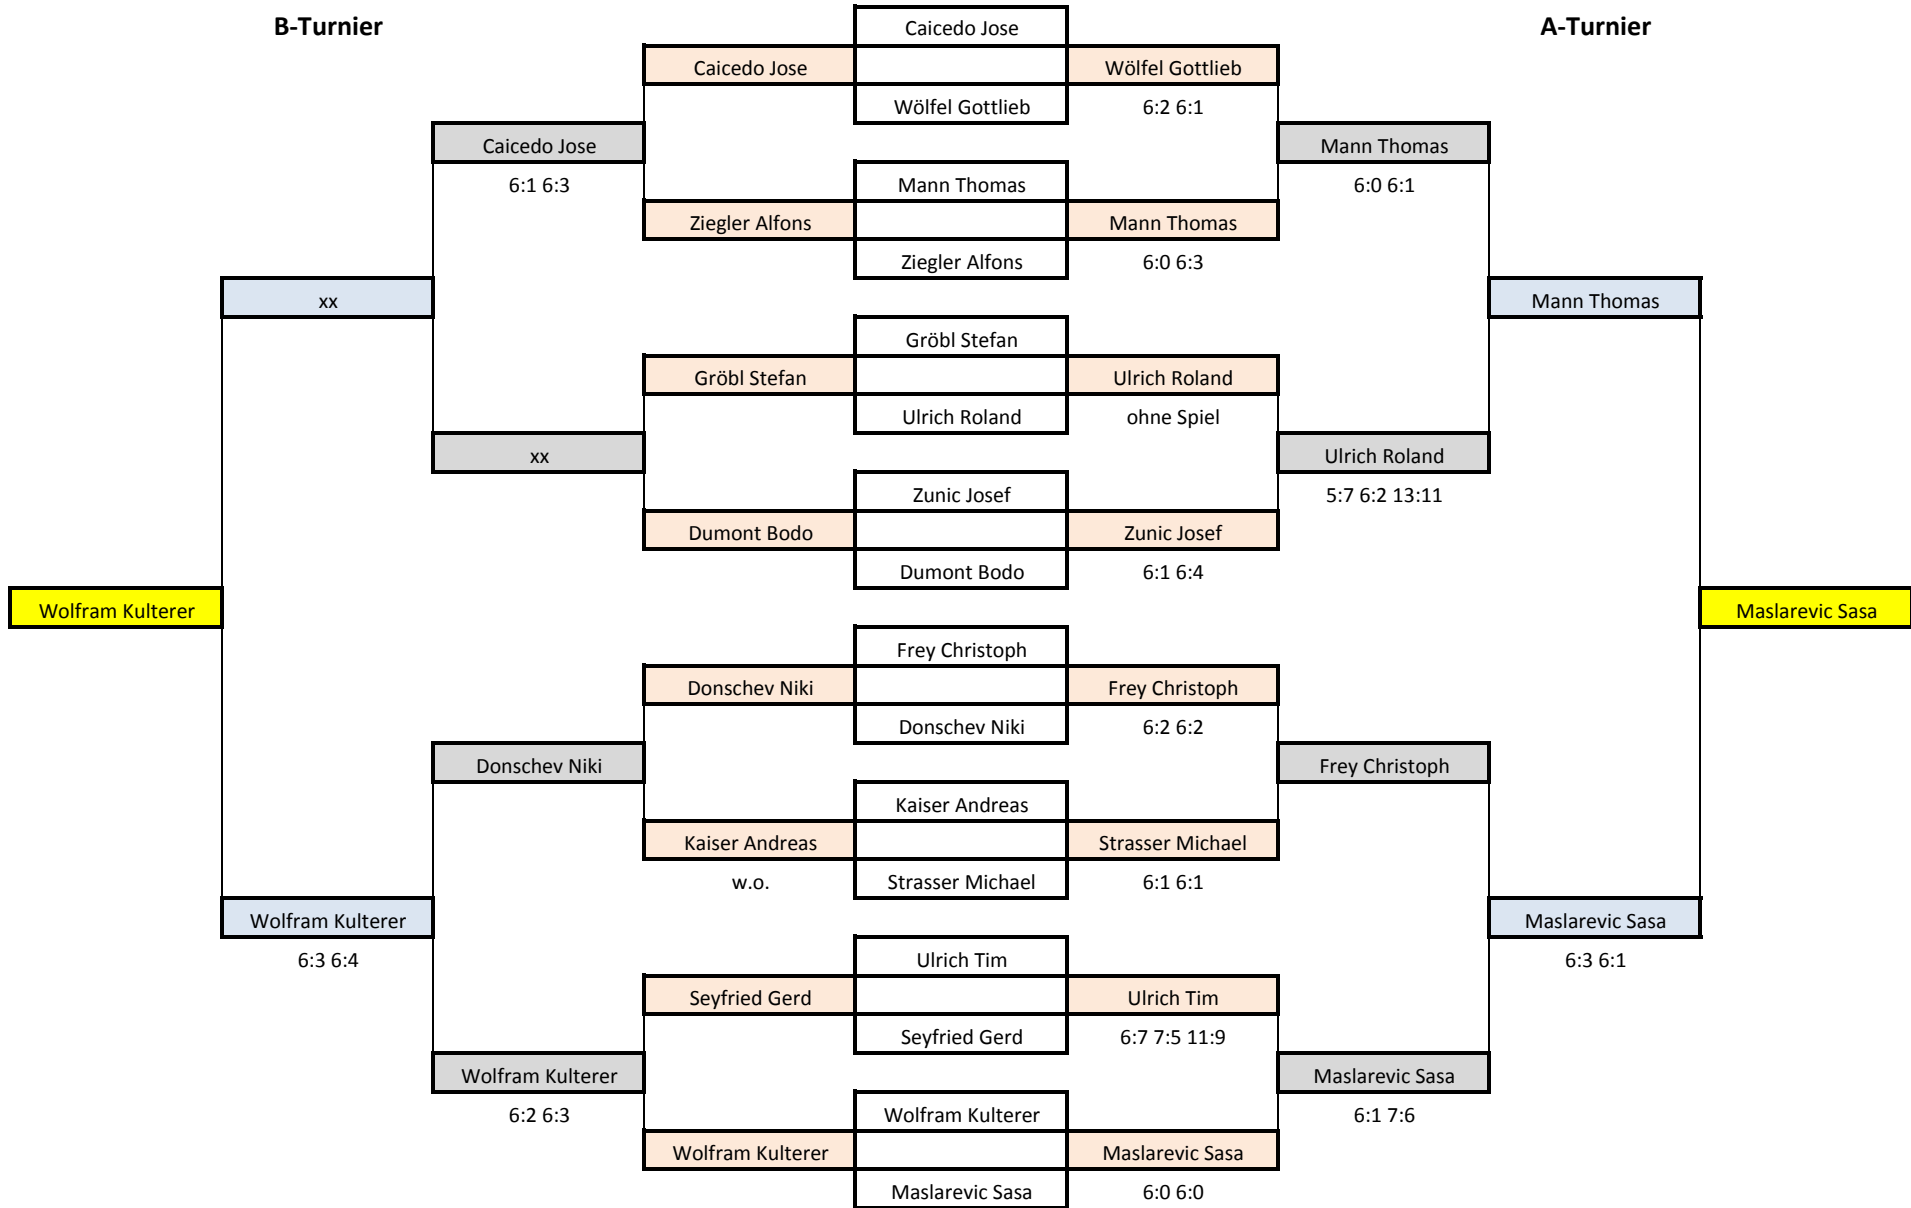 B-Turnier
Caicedo Jose
A-Turnier
Caicedo Jose
Wölfel Gottlieb
Wölfel Gottlieb
6:2 6:1
Caicedo Jose
Mann Thomas
6:1 6:3
Mann Thomas
6:0 6:1
Ziegler Alfons
Mann Thomas
Ziegler Alfons
6:0 6:3
xx
Mann Thomas
Gröbl Stefan
Gröbl Stefan
Ulrich Roland
Ulrich Roland
ohne Spiel
xx
Ulrich Roland
Zunic Josef
5:7 6:2 13:11
Dumont Bodo
Zunic Josef
Dumont Bodo
6:1 6:4
Wolfram Kulterer
Maslarevic Sasa
Frey Christoph
Donschev Niki
Frey Christoph
Donschev Niki
6:2 6:2
Donschev Niki
Frey Christoph
Kaiser Andreas
Kaiser Andreas
Strasser Michael
w.o.
Strasser Michael
6:1 6:1
Wolfram Kulterer
Maslarevic Sasa
6:3 6:4
Ulrich Tim
6:3 6:1
Seyfried Gerd
Ulrich Tim
Seyfried Gerd
6:7 7:5 11:9
Wolfram Kulterer
Maslarevic Sasa
6:2 6:3
Wolfram Kulterer
6:1 7:6
Wolfram Kulterer
Maslarevic Sasa
Maslarevic Sasa
6:0 6:0